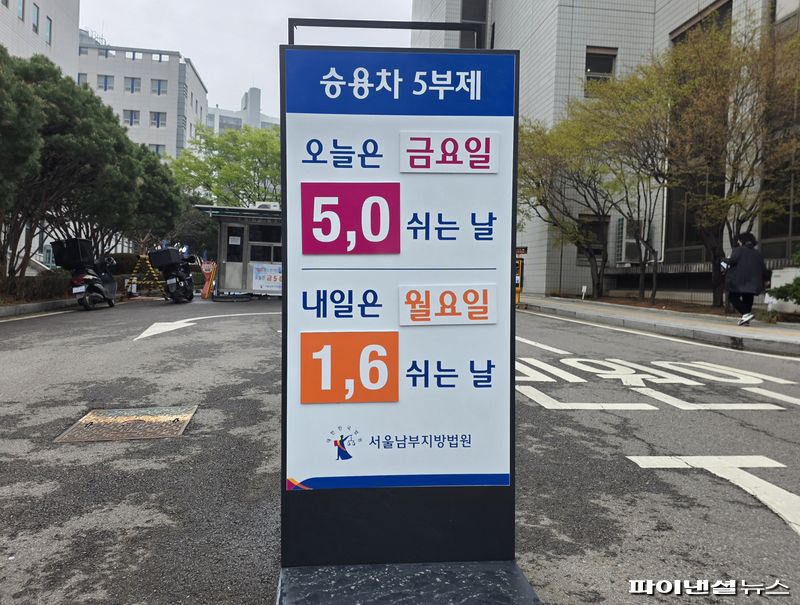 승용차 5부제
오늘은 금요일
5,0 쉬는 날
내일은 월요일
1,6 쉬는 날
서울남부지방법원
파이낸셜뉴스